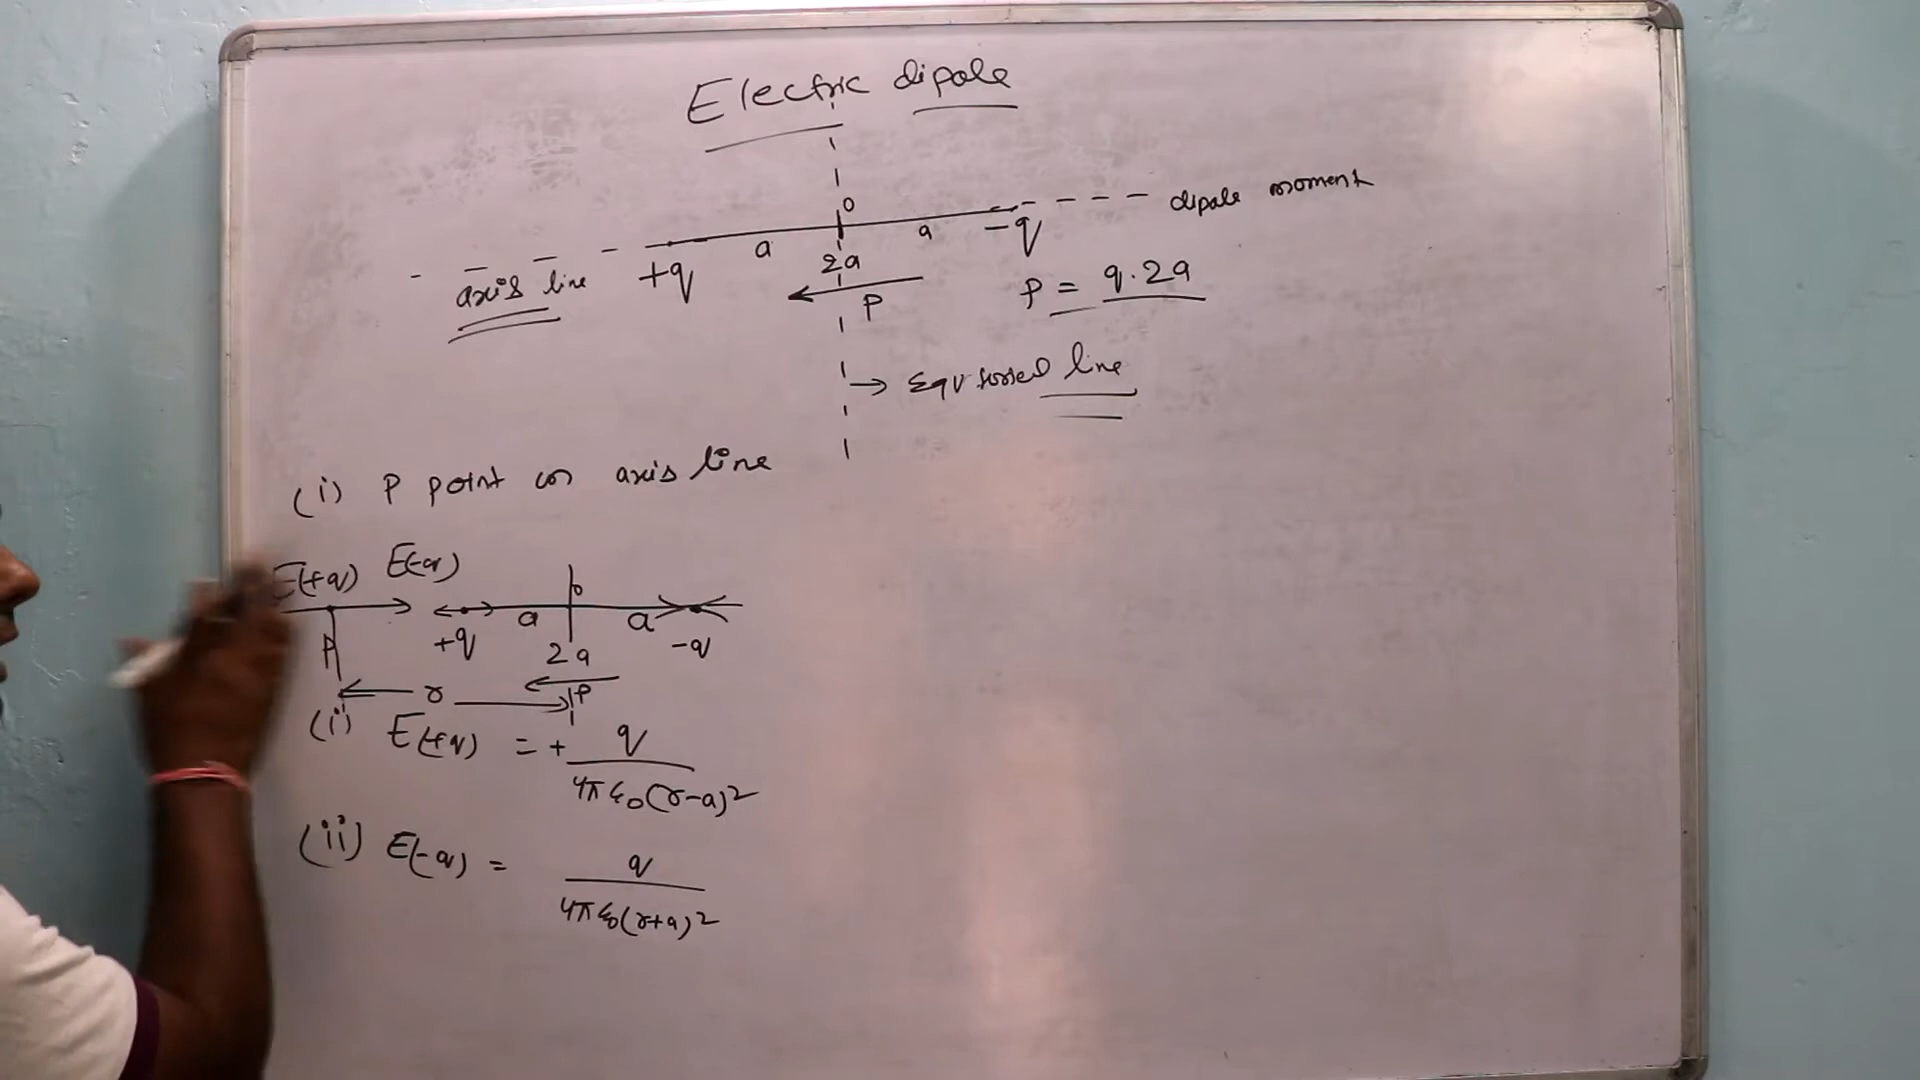 Electric dipole
0
a a
+q 2a -q
dipole moment
axis line
P
P = q.2a
→ line
(i) P point on axis line
E(+q) E(-q)
0
a a
P +q 2a -q
r P
(i) E(+q) = + q / 4πε0(r-a)²
(ii) E(-q) = q / 4πε0(r+a)²